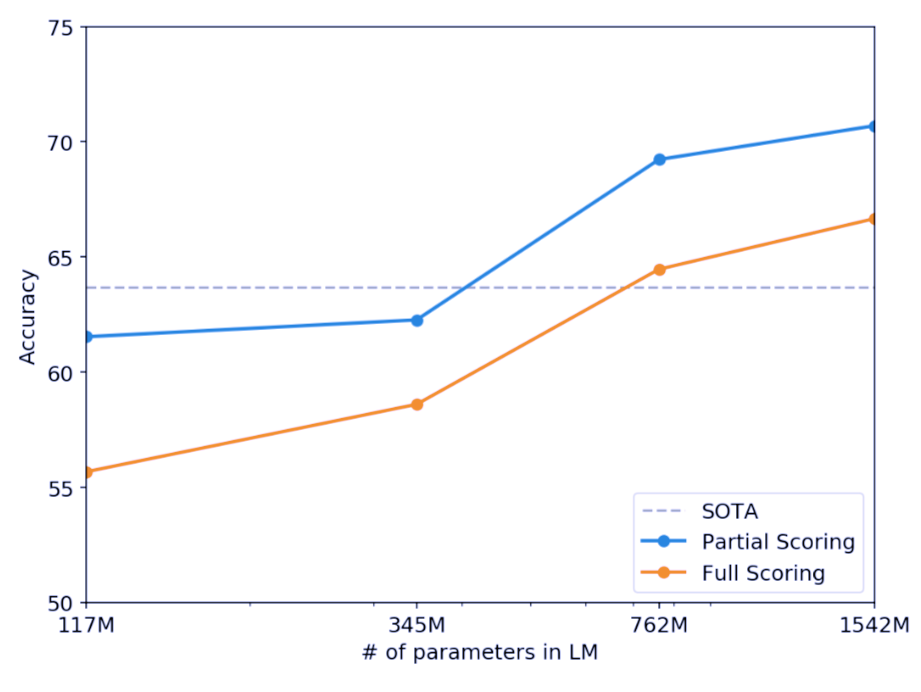 75
70
65
60
55
50
Accuracy
SOTA
Partial Scoring
Full Scoring
117M 345M 762M 1542M
# of parameters in LM